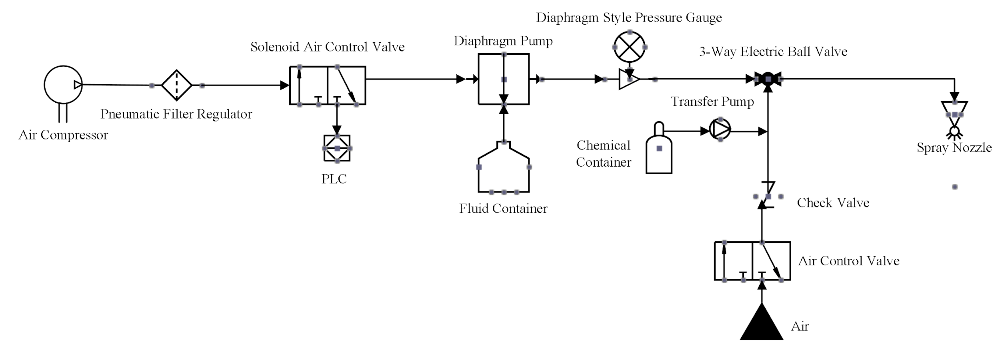 Diaphragm Style Pressure Gauge
Diaphragm Pump
Solenoid Air Control Valve
3-Way Electric Ball Valve
Transfer Pump
Pneumatic Filter Regulator
Air Compressor
Chemical
Container
Spray Nozzle
PLC
Fluid Container
Check Valve
Air Control Valve
Air